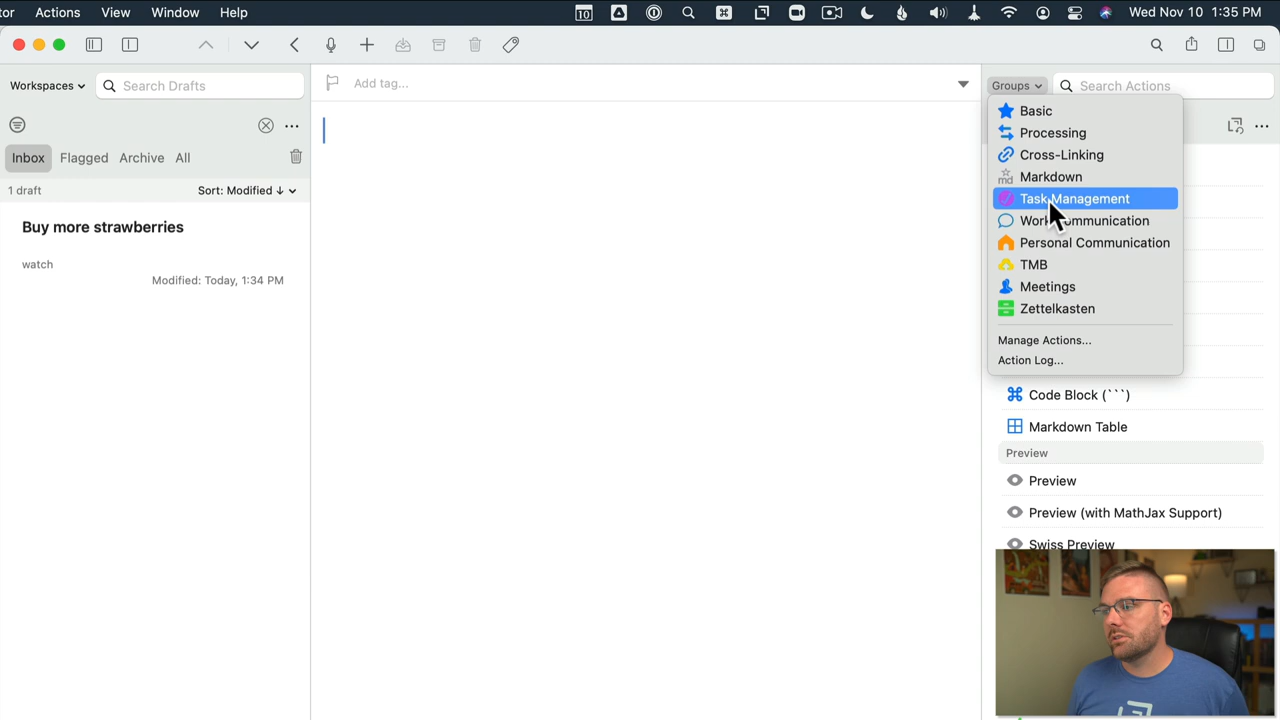 tor Actions View Window Help
10
Wed Nov 10 1:35 PM
Workspaces
Search Drafts
Add tag...
Groups
Search Actions
Inbox Flagged Archive All
1 draft
Sort: Modified
Buy more strawberries
watch
Modified: Today, 1:34 PM
Basic
Processing
Cross-Linking
md Markdown
Task Management
Work Communication
Personal Communication
TMB
Meetings
Zettelkasten
Manage Actions...
Action Log...
Code Block (```)
Markdown Table
Preview
Preview
Preview (with MathJax Support)
Swiss Preview